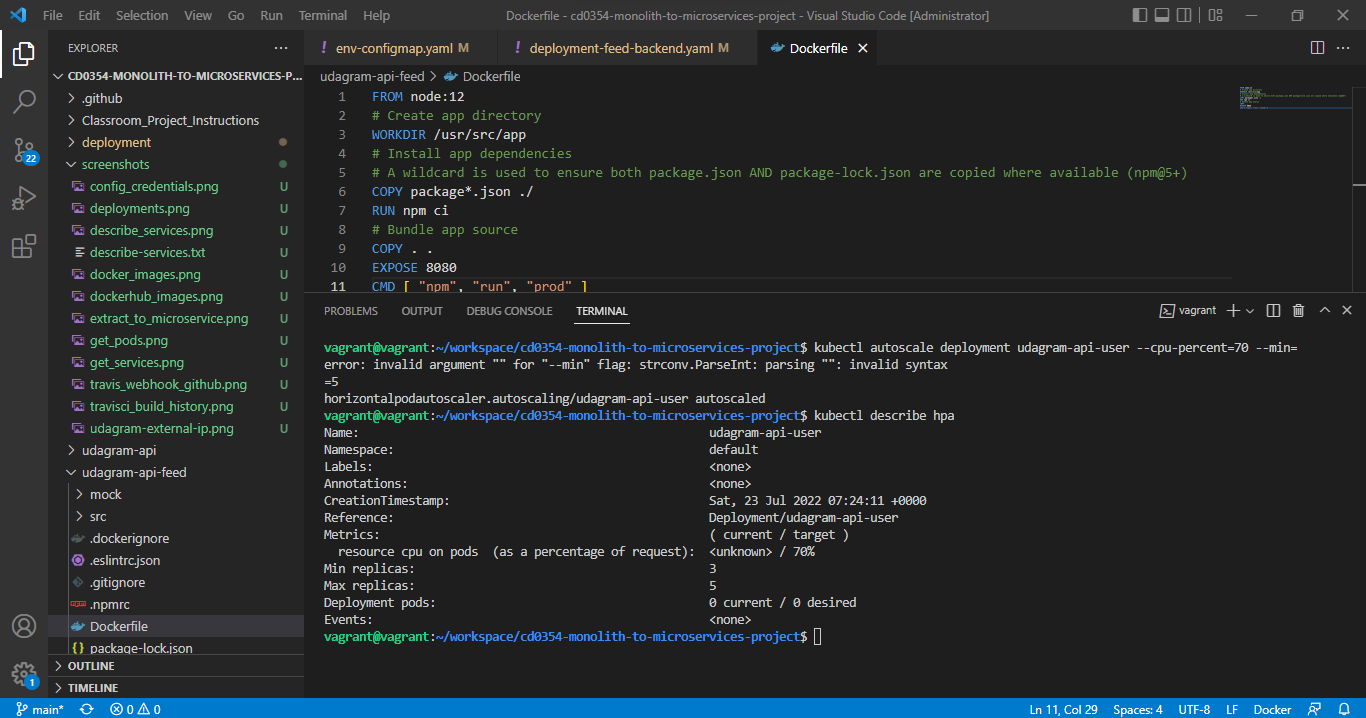 File Edit Selection View Go Run Terminal Help
Dockerfile - cd0354-monolith-to-microservices-project - Visual Studio Code [Administrator]
EXPLORER
CD0354-MONOLITH-TO-MICROSERVICES-P...
.github
Classroom_Project_Instructions
deployment
screenshots
config_credentials.png U
deployments.png U
describe_services.png U
describe-services.txt U
docker_images.png U
dockerhub_images.png U
extract_to_microservice.png U
get_pods.png U
get_services.png U
travis_webhook_github.png U
travisci_build_history.png U
udagram-external-ip.png U
udagram-api
udagram-api-feed
mock
src
.dockerignore
.eslintrc.json
.gitignore
.npmrc
Dockerfile
package-lock.json
OUTLINE
TIMELINE
22
1
env-configmap.yaml M
deployment-feed-backend.yaml M
Dockerfile
udagram-api-feed > Dockerfile
1 FROM node:12
2 # Create app directory
3 WORKDIR /usr/src/app
4 # Install app dependencies
5 # A wildcard is used to ensure both package.json AND package-lock.json are copied where available (npm@5+)
6 COPY package*.json ./
7 RUN npm ci
8 # Bundle app source
9 COPY . .
10 EXPOSE 8080
11 CMD [ "npm", "run", "prod" ]
PROBLEMS OUTPUT DEBUG CONSOLE TERMINAL
vagrant
vagrant@vagrant:~/workspace/cd0354-monolith-to-microservices-project$ kubectl autoscale deployment udagram-api-user --cpu-percent=70 --min=
error: invalid argument "" for "--min" flag: strconv.ParseInt: parsing "": invalid syntax
=5
horizontalpodautoscaler.autoscaling/udagram-api-user autoscaled
vagrant@vagrant:~/workspace/cd0354-monolith-to-microservices-project$ kubectl describe hpa
Name: udagram-api-user
Namespace: default
Labels: <none>
Annotations: <none>
CreationTimestamp: Sat, 23 Jul 2022 07:24:11 +0000
Reference: Deployment/udagram-api-user
Metrics: ( current / target )
resource cpu on pods (as a percentage of request): <unknown> / 70%
Min replicas: 3
Max replicas: 5
Deployment pods: 0 current / 0 desired
Events: <none>
vagrant@vagrant:~/workspace/cd0354-monolith-to-microservices-project$
main* 0 0
Ln 11, Col 29 Spaces: 4 UTF-8 LF Docker